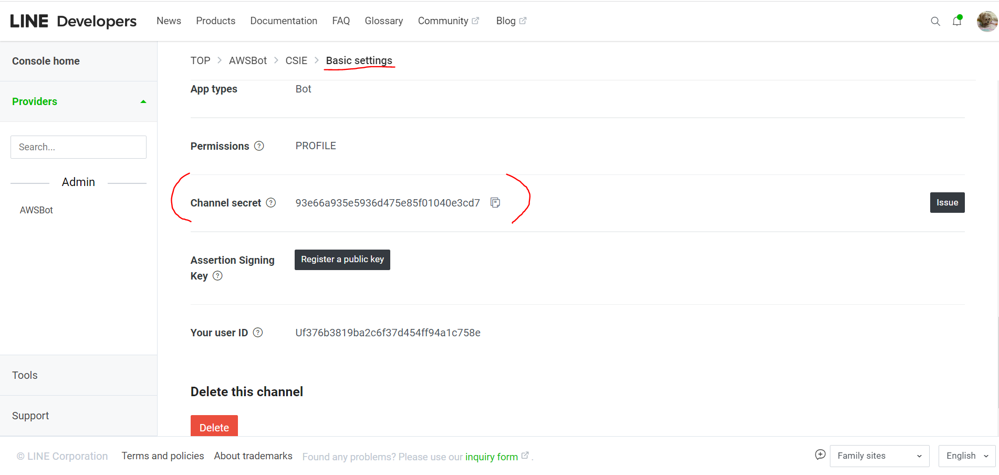 LINE Developers News Products Documentation FAQ Glossary Community Blog
Console home
Providers
Search...
Admin
AWSBot
Tools
Support
TOP > AWSBot > CSIE > Basic settings
App types Bot
Permissions ? PROFILE
Channel secret ? 93e66a935e5936d475e85f01040e3cd7 Issue
Assertion Signing Key ? Register a public key
Your user ID ? Uf376b3819ba2c6f37d454ff94a1c758e
Delete this channel
Delete
© LINE Corporation Terms and policies About trademarks Found any problems? Please use our inquiry form . Family sites English